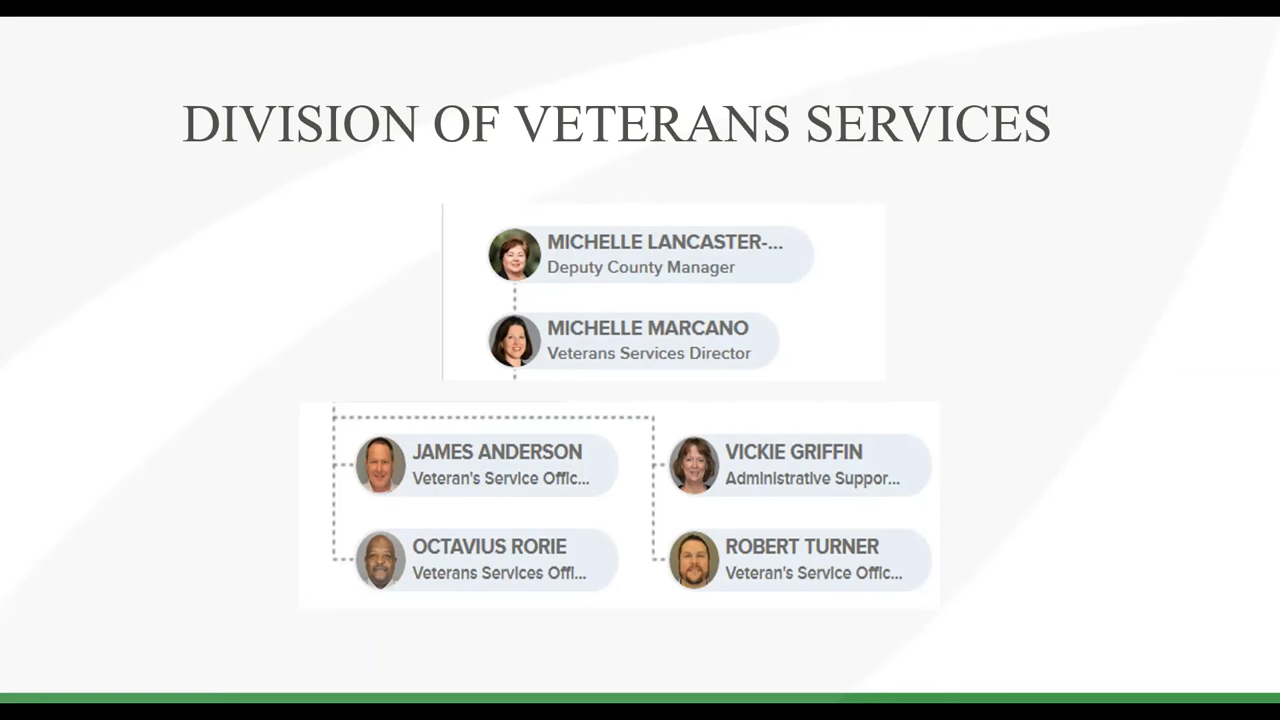 DIVISION OF VETERANS SERVICES
MICHELLE LANCASTER-...
Deputy County Manager
MICHELLE MARCANO
Veterans Services Director
JAMES ANDERSON
Veteran's Service Offic...
OCTAVIUS RORIE
Veterans Services Offi...
VICKIE GRIFFIN
Administrative Suppor...
ROBERT TURNER
Veteran's Service Offic...